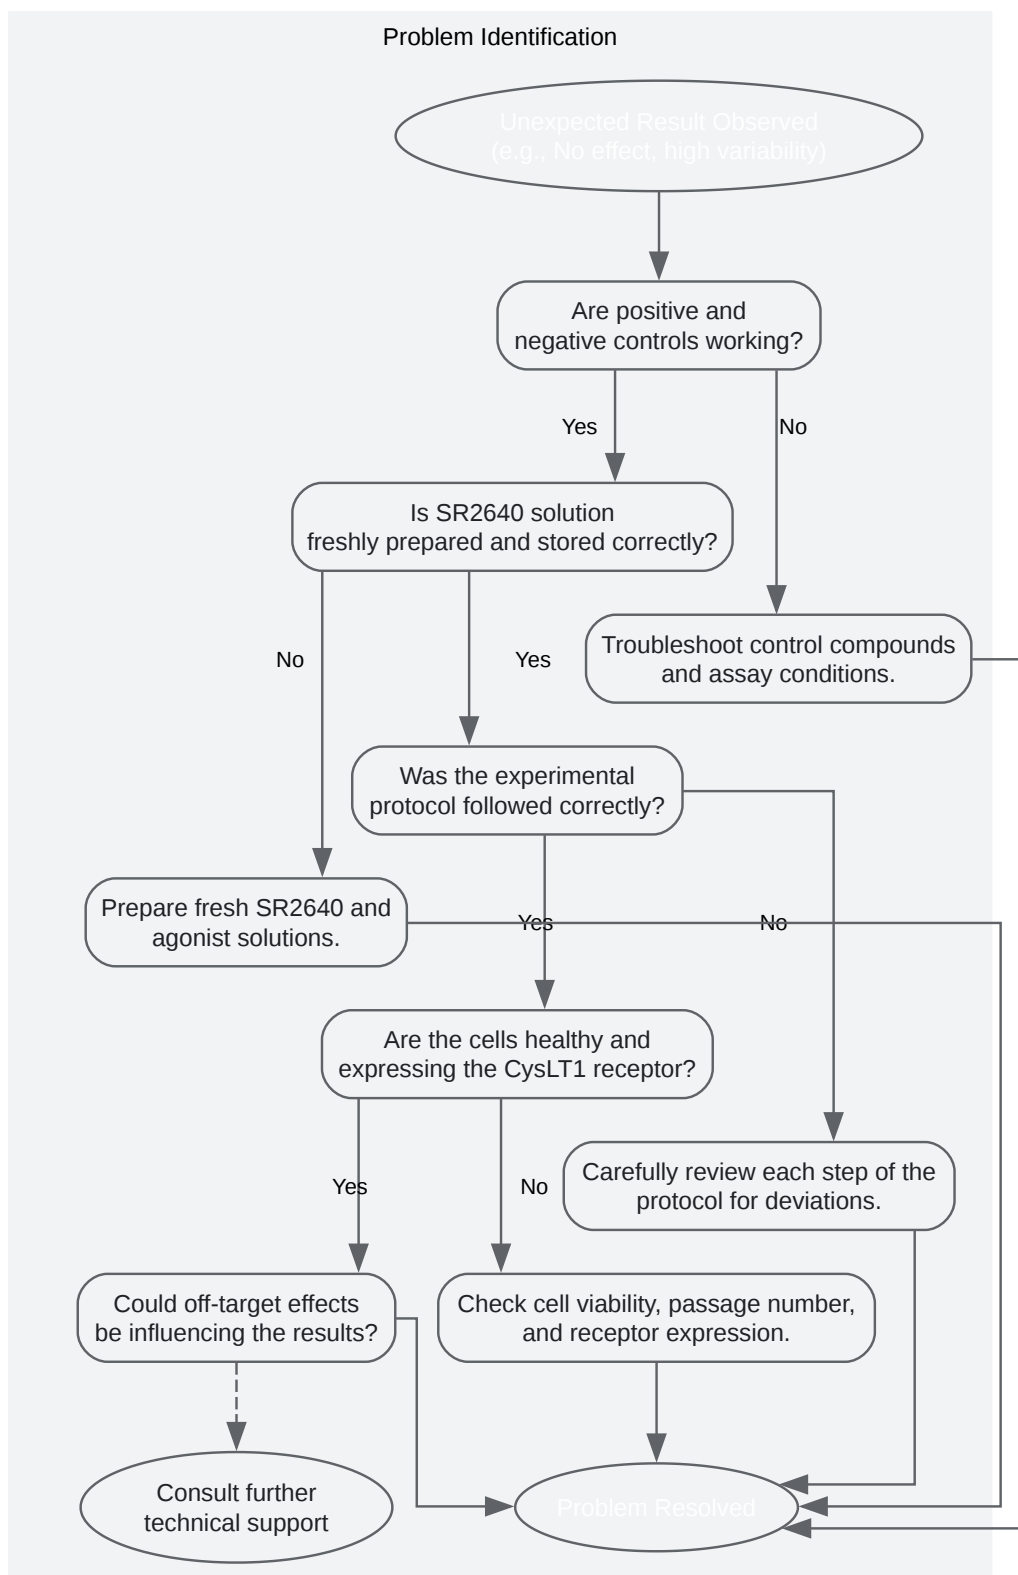 Problem Identification
Unexpected Result Observed
(e.g., No effect, high variability)
Are positive and
negative controls working?
Yes
No
Is SR2640 solution
freshly prepared and stored correctly?
No
Yes
Troubleshoot control compounds
and assay conditions.
Was the experimental
protocol followed correctly?
Prepare fresh SR2640 and
agonist solutions.
Yes
No
Are the cells healthy and
expressing the CysLT1 receptor?
Yes
No
Carefully review each step of the
protocol for deviations.
Could off-target effects
be influencing the results?
Check cell viability, passage number,
and receptor expression.
Consult further
technical support
Problem Resolved